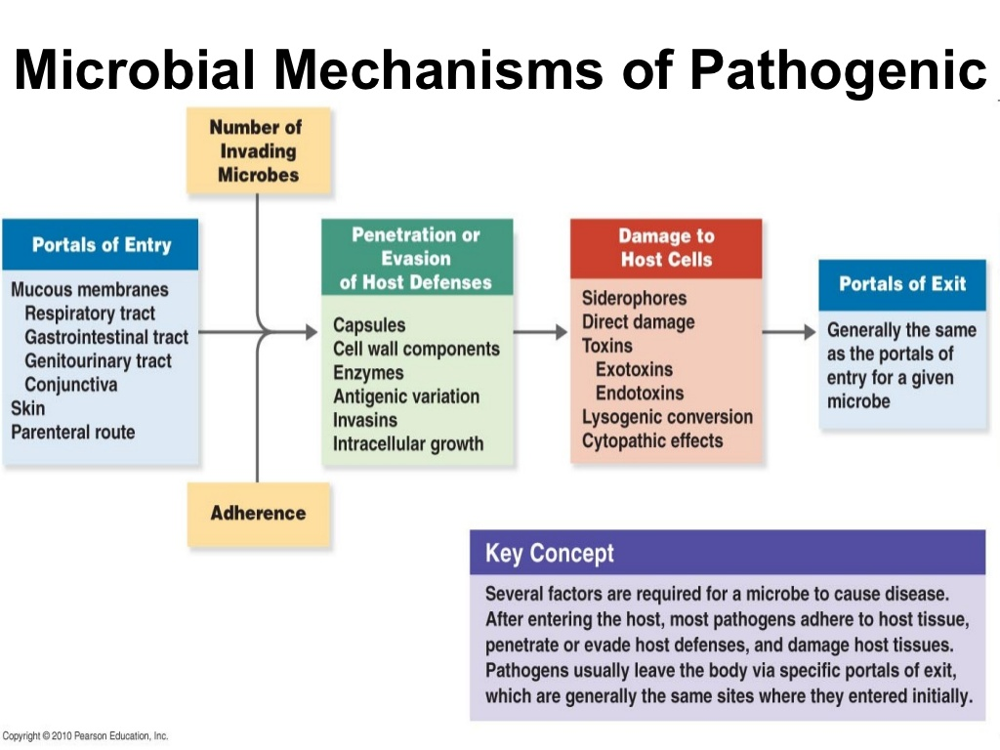 Microbial Mechanisms of Pathogenic
Number of
Invading
Microbes
Portals of Entry
Mucous membranes
Respiratory tract
Gastrointestinal tract
Genitourinary tract
Conjunctiva
Skin
Parenteral route
Adherence
Penetration or
Evasion
of Host Defenses
Capsules
Cell wall components
Enzymes
Antigenic variation
Invasins
Intracellular growth
Damage to
Host Cells
Siderophores
Direct damage
Toxins
Exotoxins
Endotoxins
Lysogenic conversion
Cytopathic effects
Portals of Exit
Generally the same
as the portals of
entry for a given
microbe
Key Concept
Several factors are required for a microbe to cause disease.
After entering the host, most pathogens adhere to host tissue,
penetrate or evade host defenses, and damage host tissues.
Pathogens usually leave the body via specific portals of exit,
which are generally the same sites where they entered initially.
Copyright © 2010 Pearson Education, Inc.